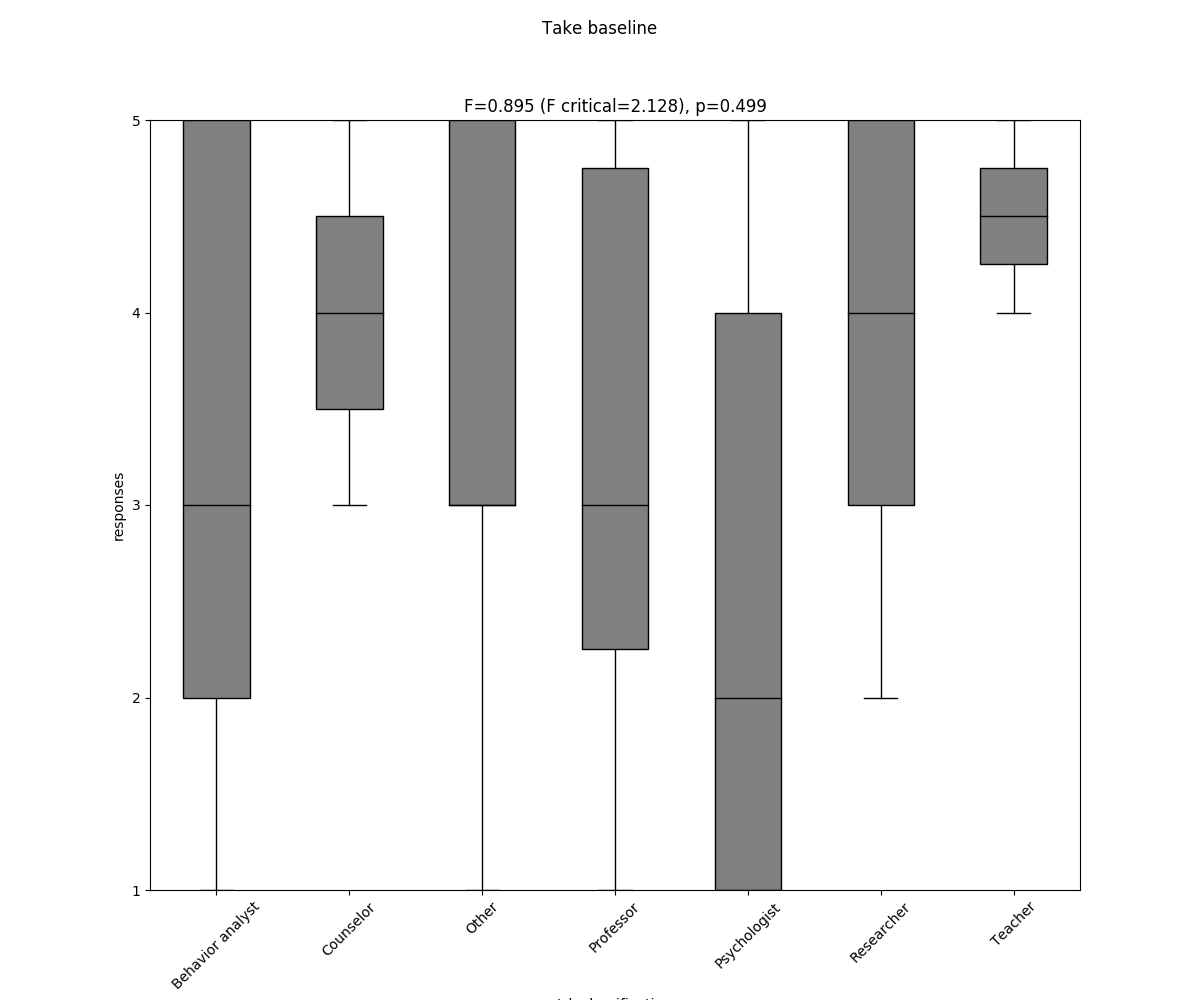 Take baseline
F=0.895 (F critical=2.128), p=0.499
5
4
3
2
1
responses
Behavior analyst
Counselor
Other
Professor
Psychologist
Researcher
Teacher